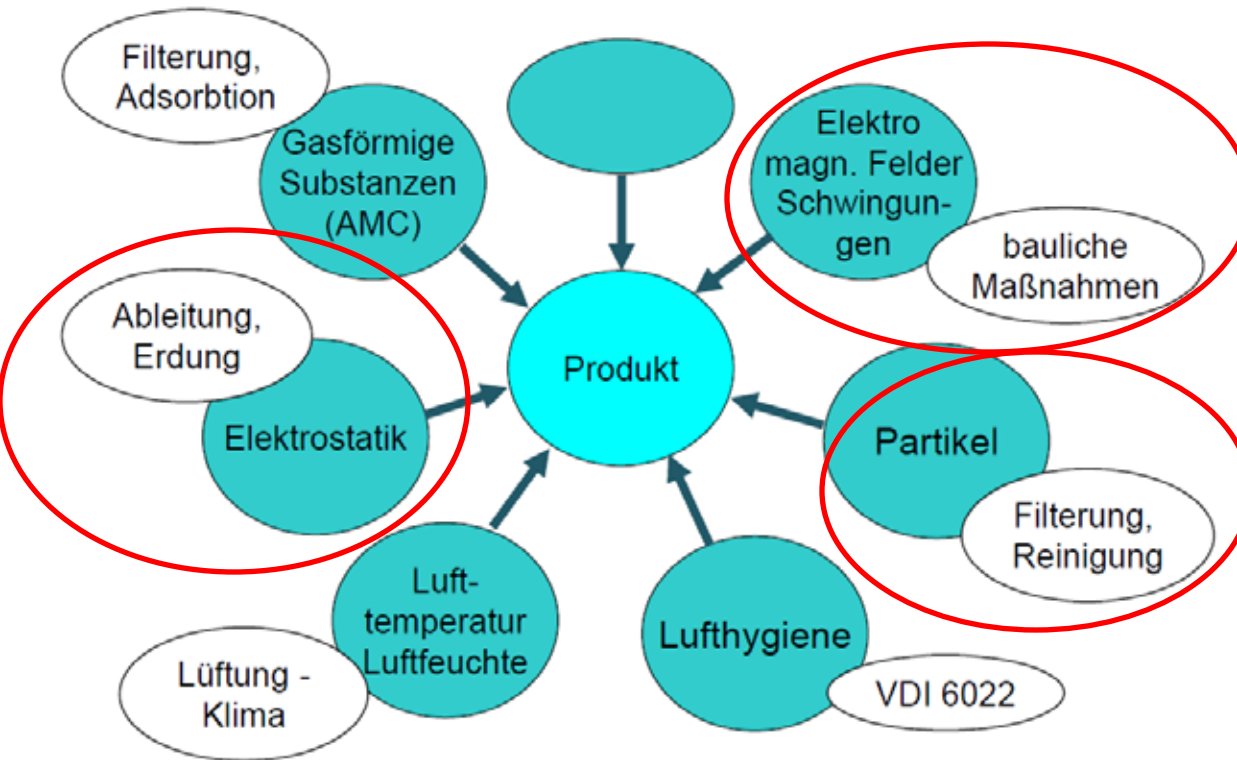 Filterung,
Adsorbtion
Gasförmige
Substanzen
(AMC)
Elektro
magn. Felder
Schwingun-
gen
bauliche
Maßnahmen
Ableitung,
Erdung
Elektrostatik
Produkt
Partikel
Filterung,
Reinigung
Luft-
temperatur
Luftfeuchte
Lüftung -
Klima
Lufthygiene
VDI 6022